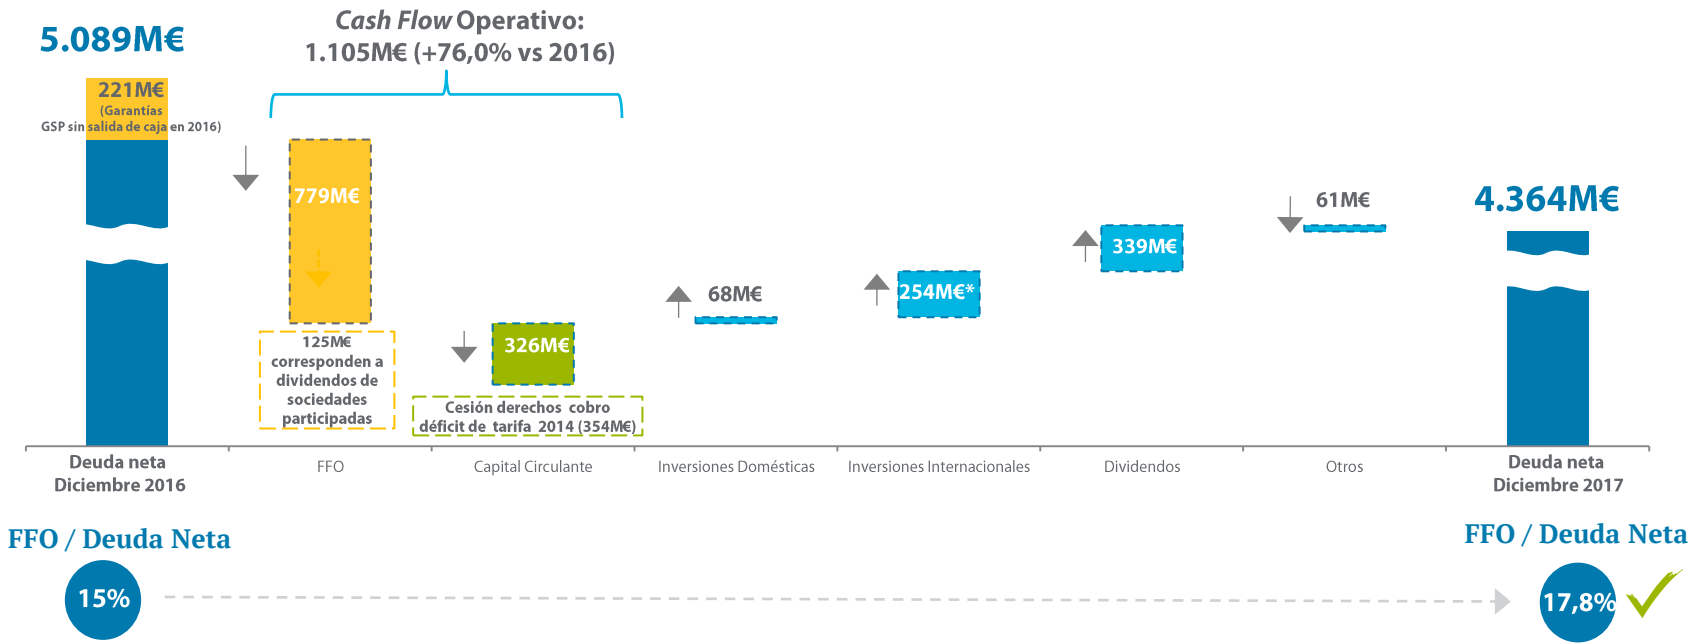 Cash Flow Operativo:
1.105M€ (+76,0% vs 2016)
5.089M€
221M€
(Garantías
GSP sin salida de caja en 2016)
779M€
125M€
corresponden a
dividendos de
sociedades
participadas
326M€
Cesión derechos cobro
déficit de tarifa 2014 (354M€)
68M€
254M€*
339M€
61M€
4.364M€
Deuda neta
Diciembre 2016
FFO
Capital Circulante
Inversiones Domésticas
Inversiones Internacionales
Dividendos
Otros
Deuda neta
Diciembre 2017
FFO / Deuda Neta
15%
FFO / Deuda Neta
17,8%